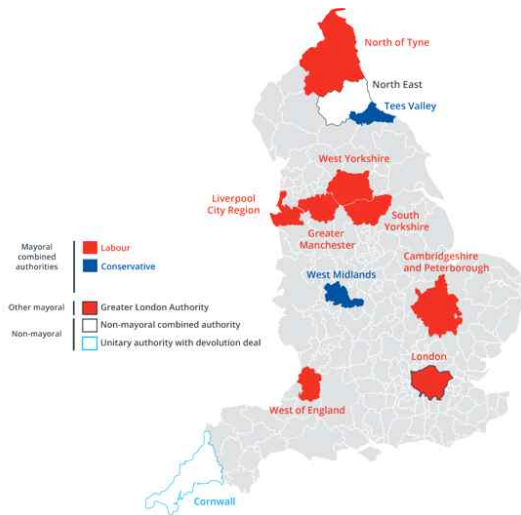 North of Tyne
North East
Tees Valley
West Yorkshire
Liverpool
City Region
South
Yorkshire
Greater
Manchester
Mayoral
combined
authorities
Labour
Conservative
Cambridgeshire
and Peterborough
West Midlands
Other mayoral
Greater London Authority
Non-mayoral
Non-mayoral combined authority
Unitary authority with devolution deal
London
West of England
Cornwall